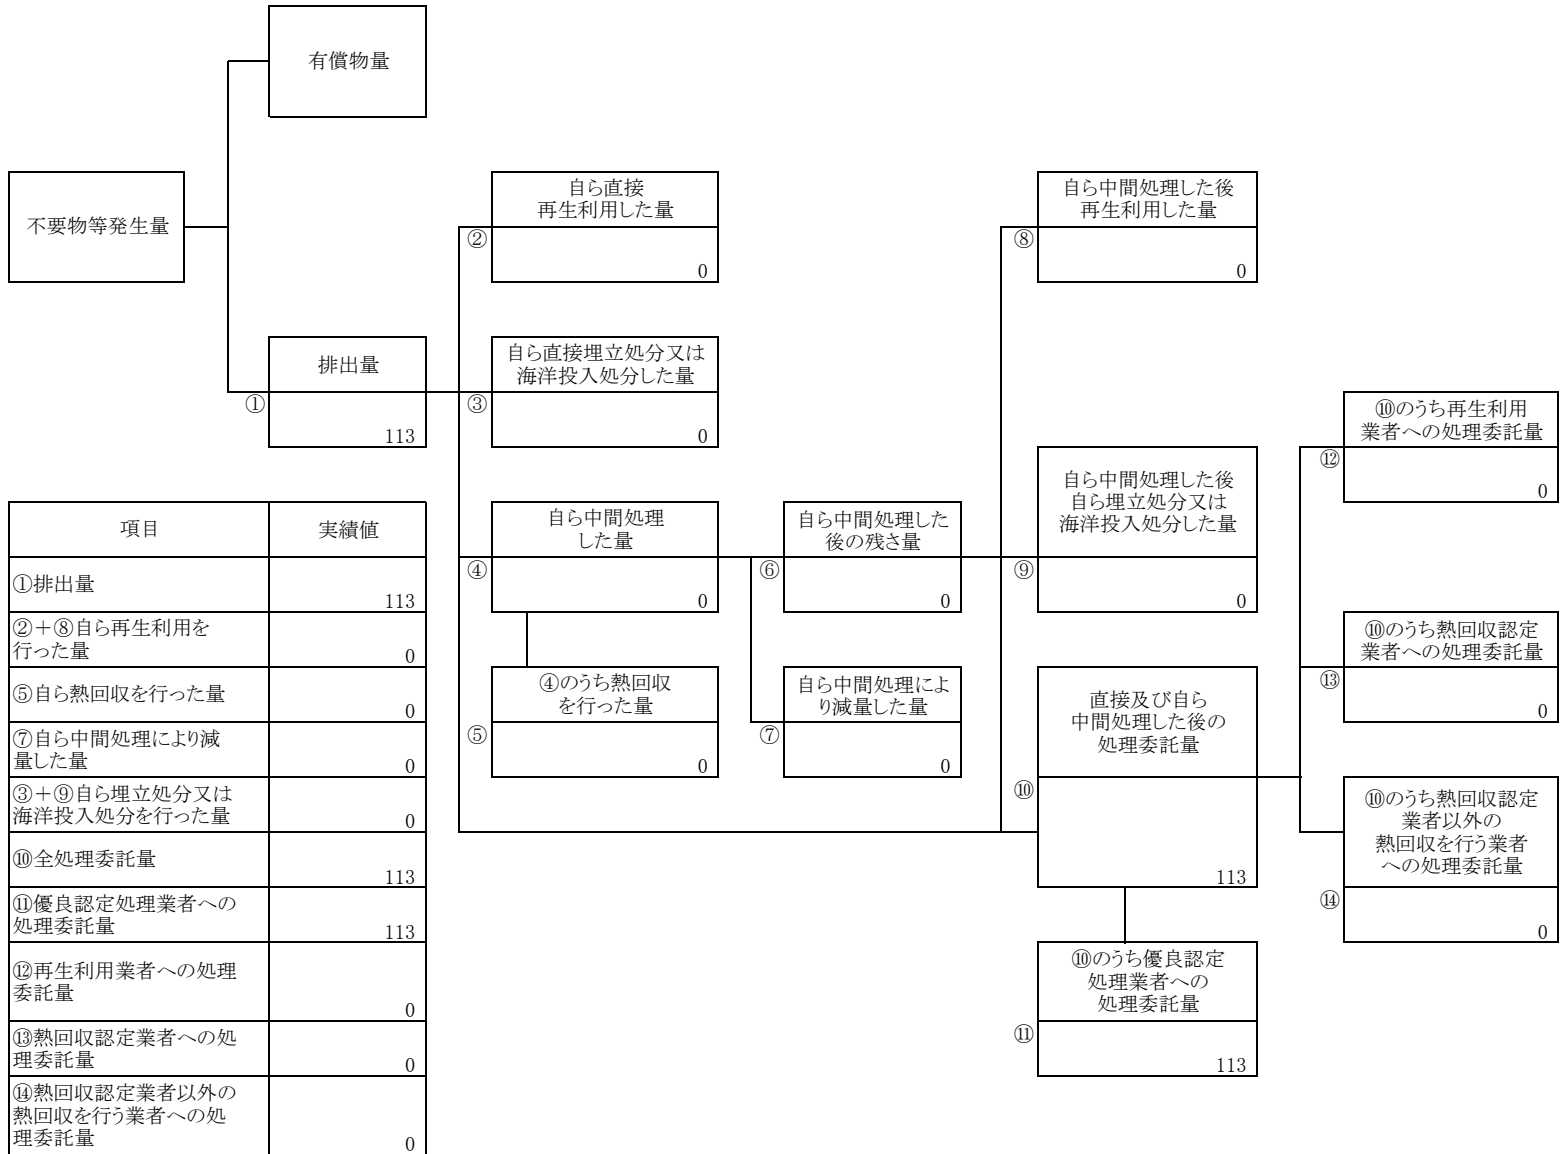 有償物量
不要物等発生量
自ら直接
再生利用した量
②
0
自ら中間処理した後
再生利用した量
⑧
0
排出量
①
113
自ら直接埋立処分又は
海洋投入処分した量
③
0
⑩のうち再生利用
業者への処理委託量
⑫
0
自ら中間処理
した量
④
0
自ら中間処理した
後の残さ量
⑥
0
自ら中間処理した後
自ら埋立処分又は
海洋投入処分した量
⑨
0
⑩のうち熱回収認定
業者への処理委託量
⑬
0
④のうち熱回収
を行った量
⑤
0
自ら中間処理によ
り減量した量
⑦
0
直接及び自ら
中間処理した後の
処理委託量
⑩
113
⑩のうち熱回収認定
業者以外の
熱回収を行う業者
への処理委託量
⑭
0
⑩のうち優良認定
処理業者への
処理委託量
⑪
113
項目 実績値
①排出量
113
②＋⑧自ら再生利用を
行った量
0
⑤自ら熱回収を行った量
0
⑦自ら中間処理により減
量した量
0
③＋⑨自ら埋立処分又は
海洋投入処分を行った量
0
⑩全処理委託量
113
⑪優良認定処理業者への
処理委託量
113
⑫再生利用業者への処理
委託量
0
⑬熱回収認定業者への処
理委託量
0
⑭熱回収認定業者以外の
熱回収を行う業者への処
理委託量
0